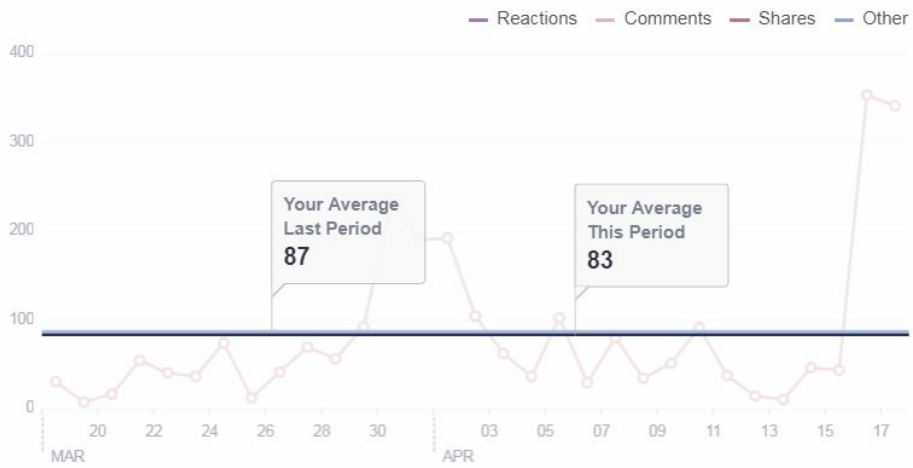 Reactions Comments Shares Other
400
300
Your Average
Last Period
87
Your Average
This Period
83
200
100
0
20 22 24 26 28 30 03 05 07 09 11 13 15 17
MAR APR